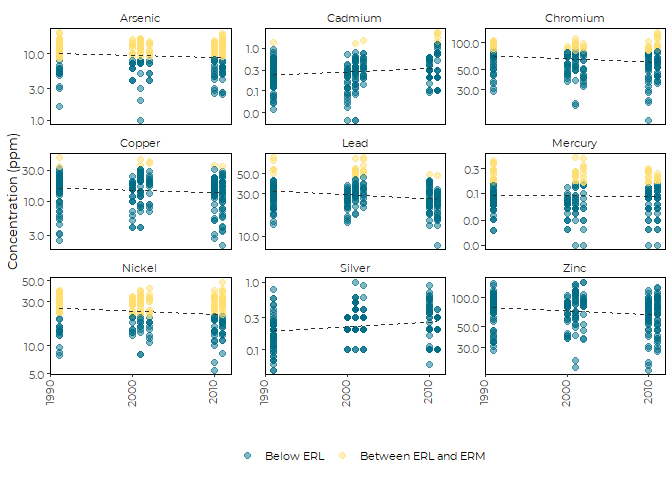 Arsenic Cadmium Chromium
10.0 3.0 1.0
1.0 0.3 0.1 0.0
100.0 50.0 30.0
Copper Lead Mercury
30.0 10.0 3.0
50.0 30.0 10.0
0.3 0.1 0.0 0.0
Nickel Silver Zinc
50.0 30.0 10.0 5.0
1.0 0.3 0.1
100.0 50.0 30.0
Concentration (ppm)
1990 2000 2010 1990 2000 2010 1990 2000 2010
Below ERL Between ERL and ERM